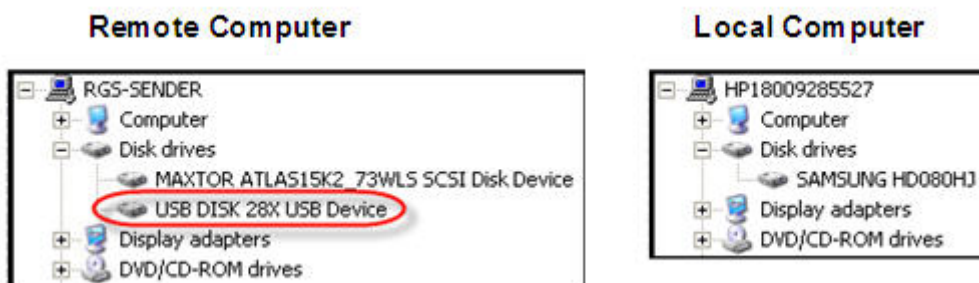 Remote Computer
RGS-SENDER
Computer
Disk drives
MAXTOR ATLAS15K2_73WLS SCSI Disk Device
USB DISK 28X USB Device
Display adapters
DVD/CD-ROM drives
Local Computer
HP18009285527
Computer
Disk drives
SAMSUNG HD080HJ
Display adapters
DVD/CD-ROM drives